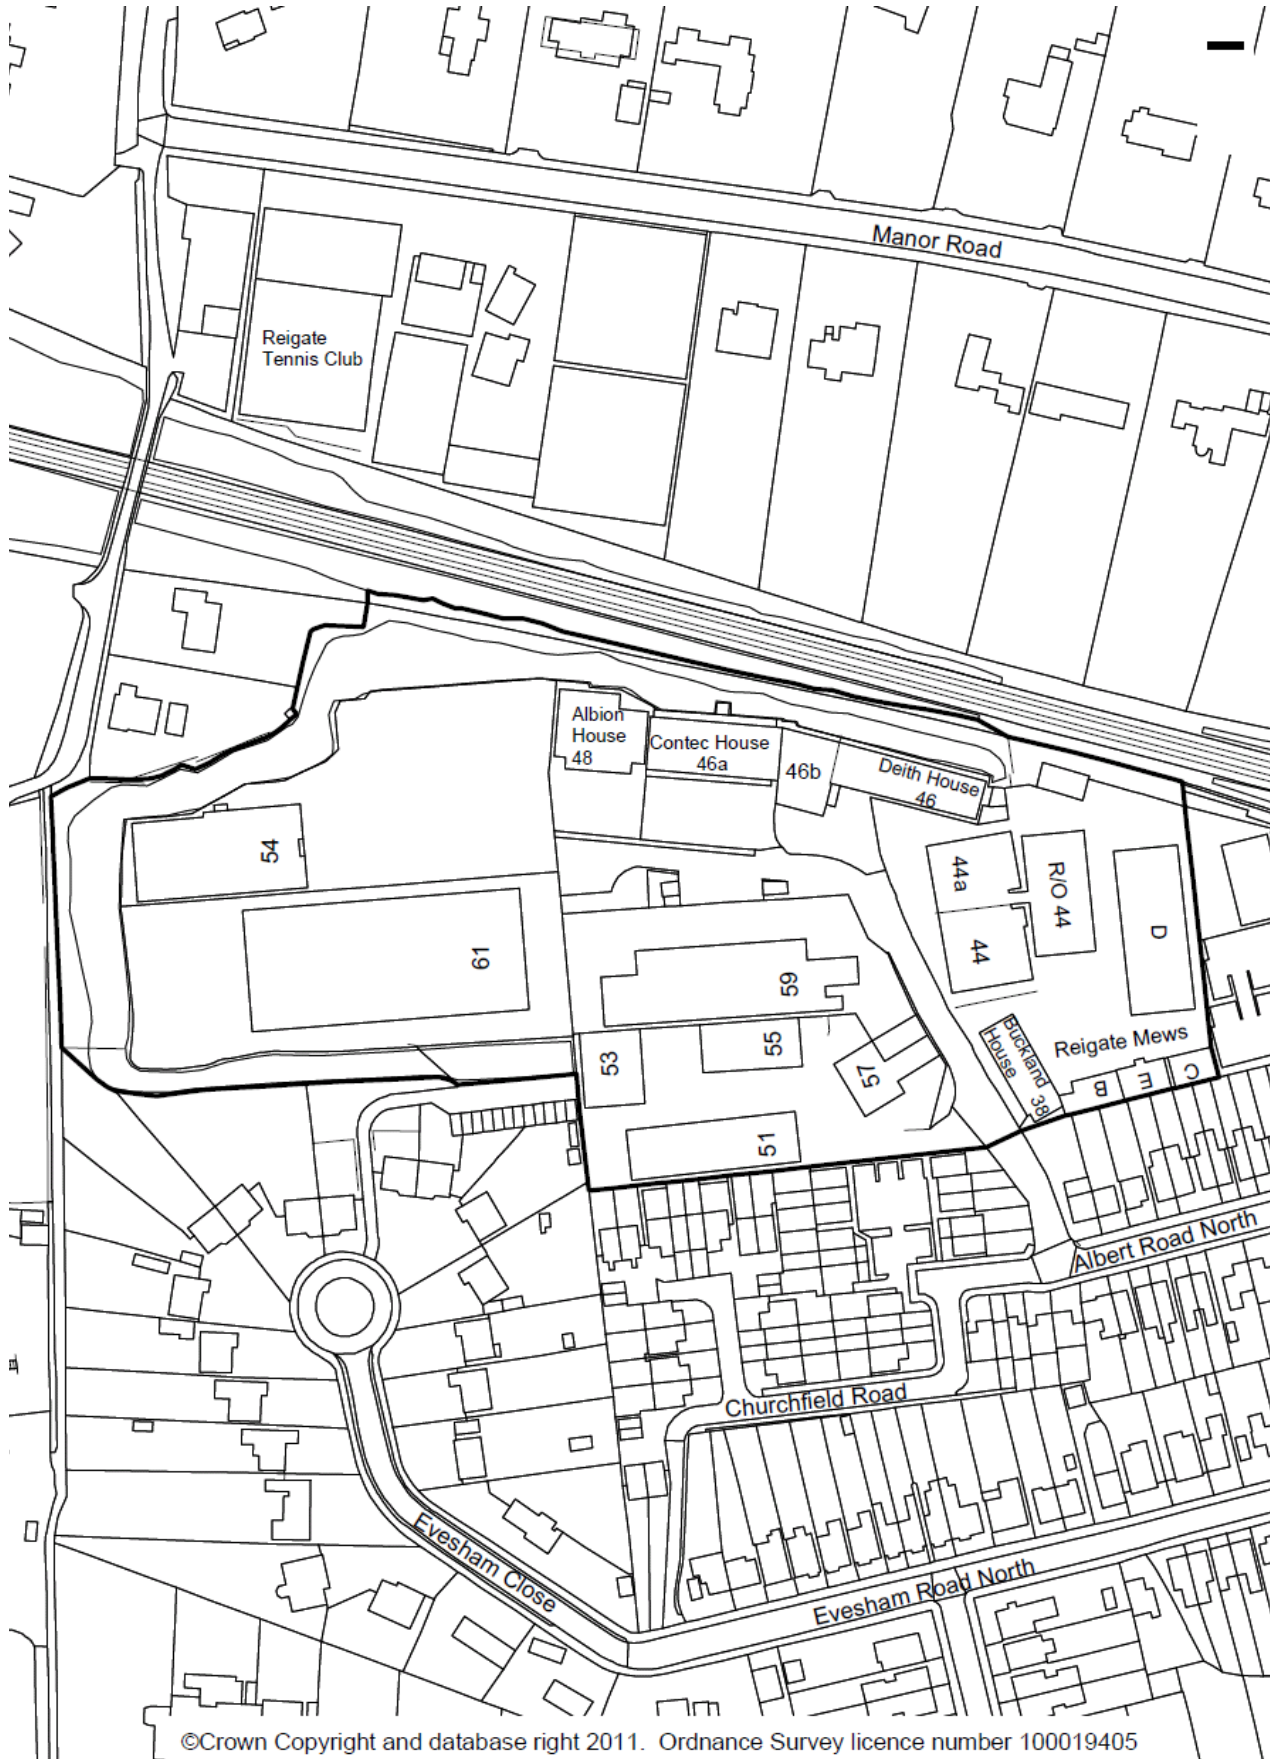 Manor Road
Reigate
Tennis Club
Albion
House
48
Contec House
46a
46b
Deith House
46
54
44a
R/O 44
44
D
61
59
Buckland
House 38
Reigate Mews
53
55
57
B
E
C
51
Albert Road North
Churchfield Road
Evesham Close
Evesham Road North
©Crown Copyright and database right 2011. Ordnance Survey licence number 100019405